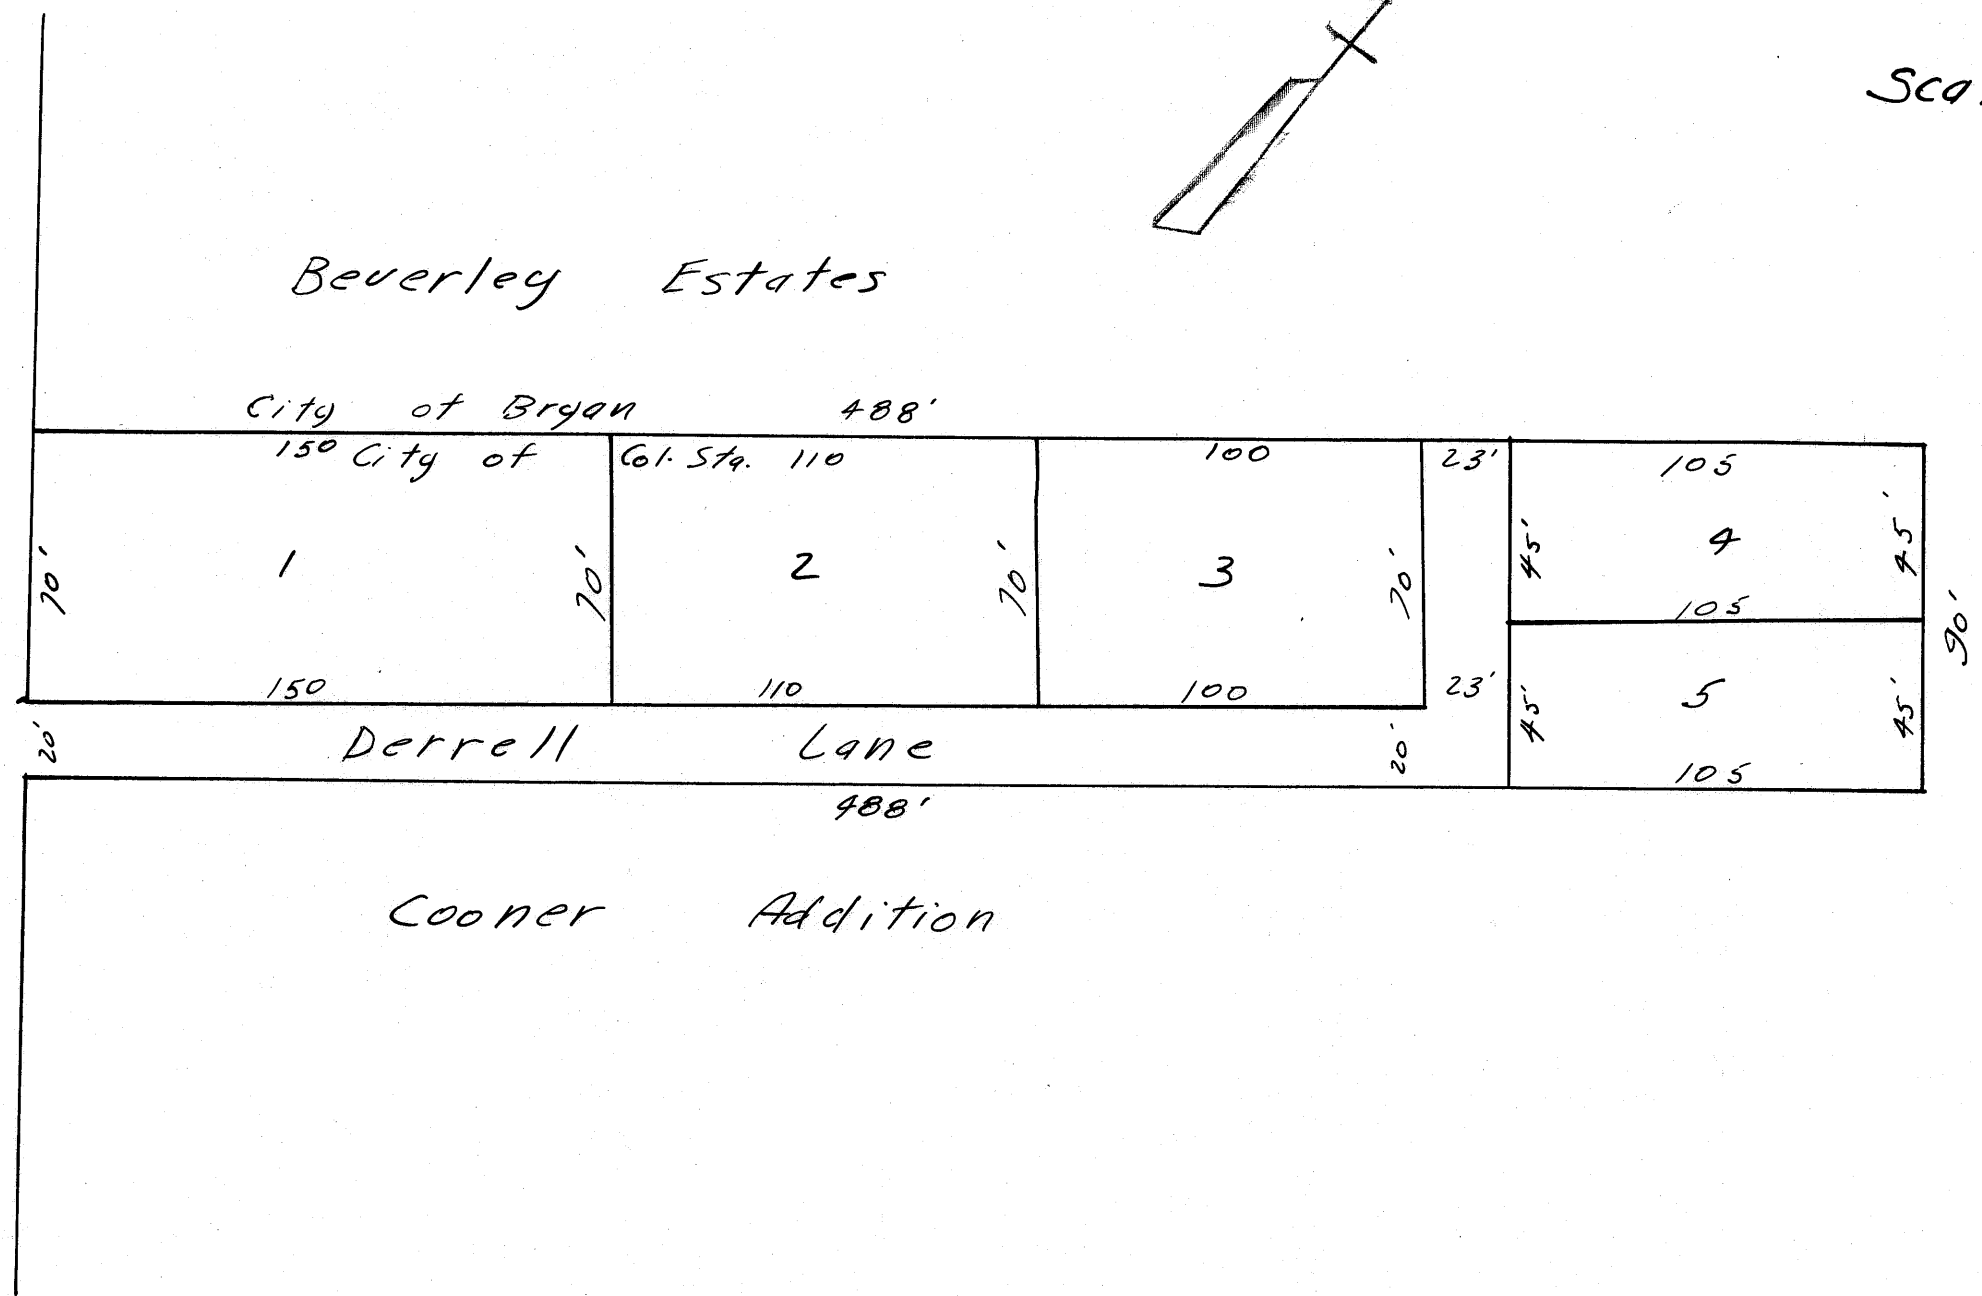 Sca
Beverley Estates
City of Bryan 488'
150 City of Col. Sta. 110 100 23' 105
70' 1 70' 2 70' 3 70' 45' 4 45'
105
90'
150 110 100 23' 45' 5 45'
20' Derrell Lane 20' 105
488'
Cooner Addition